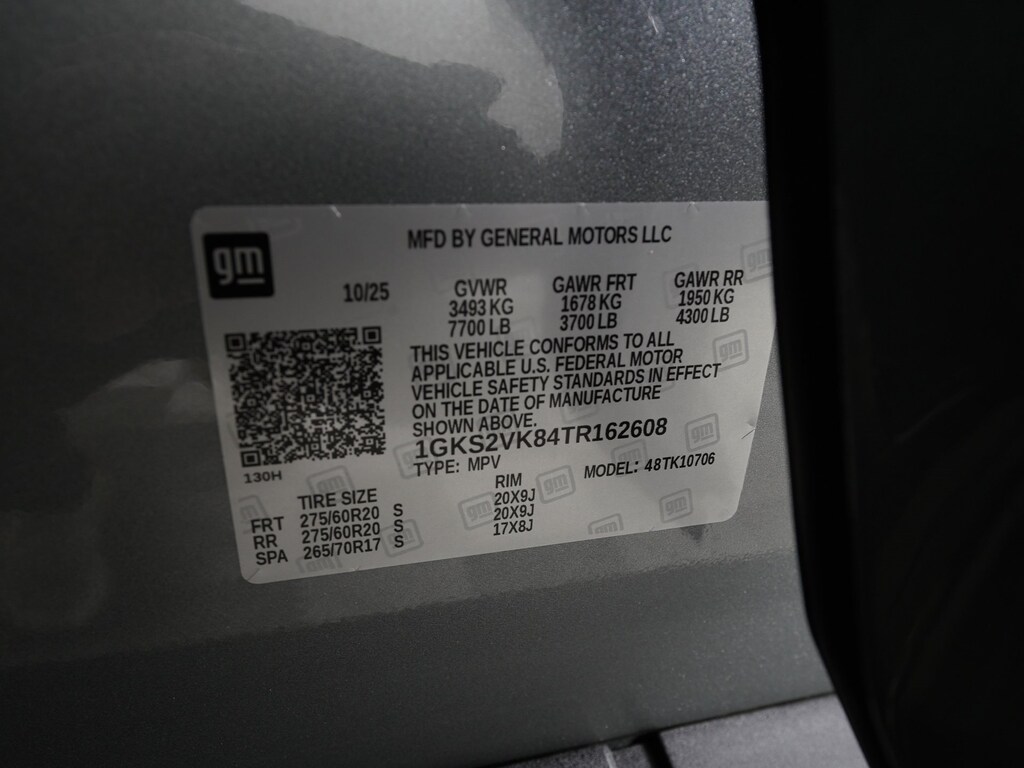 gm
MFD BY GENERAL MOTORS LLC
10/25
GVWR GAWR FRT GAWR RR
3493 KG 1678 KG 1950 KG
7700 LB 3700 LB 4300 LB
THIS VEHICLE CONFORMS TO ALL
APPLICABLE U.S. FEDERAL MOTOR
VEHICLE SAFETY STANDARDS IN EFFECT
ON THE DATE OF MANUFACTURE
SHOWN ABOVE.
1GKS2VK84TR162608
130H
TYPE: MPV MODEL: 48TK10706
TIRE SIZE RIM
FRT 275/60R20 S 20X9J
RR 275/60R20 S 20X9J
SPA 265/70R17 S 17X8J